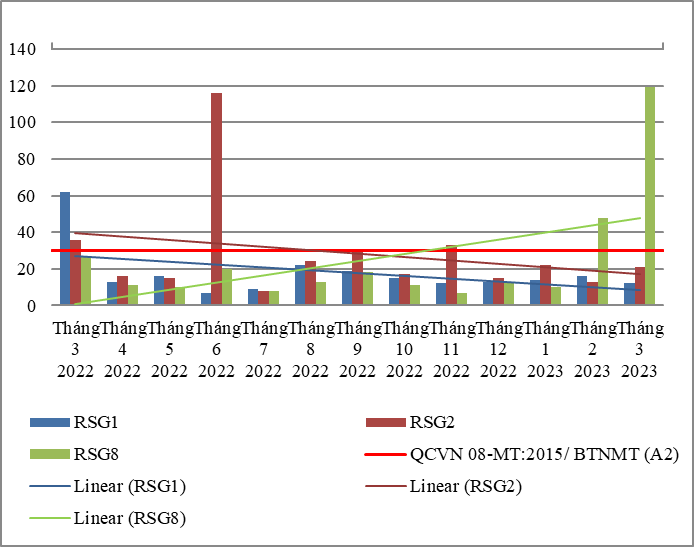 140
120
100
80
60
40
20
0
Tháng Tháng Tháng Tháng Tháng Tháng Tháng Tháng Tháng Tháng Tháng Tháng Tháng
3 4 5 6 7 8 9 10 11 12 1 2 3
2022 2022 2022 2022 2022 2022 2022 2022 2022 2022 2023 2023 2023
RSG1 RSG2
RSG8 QCVN 08-MT:2015/ BTNMT (A2)
Linear (RSG1) Linear (RSG2)
Linear (RSG8)